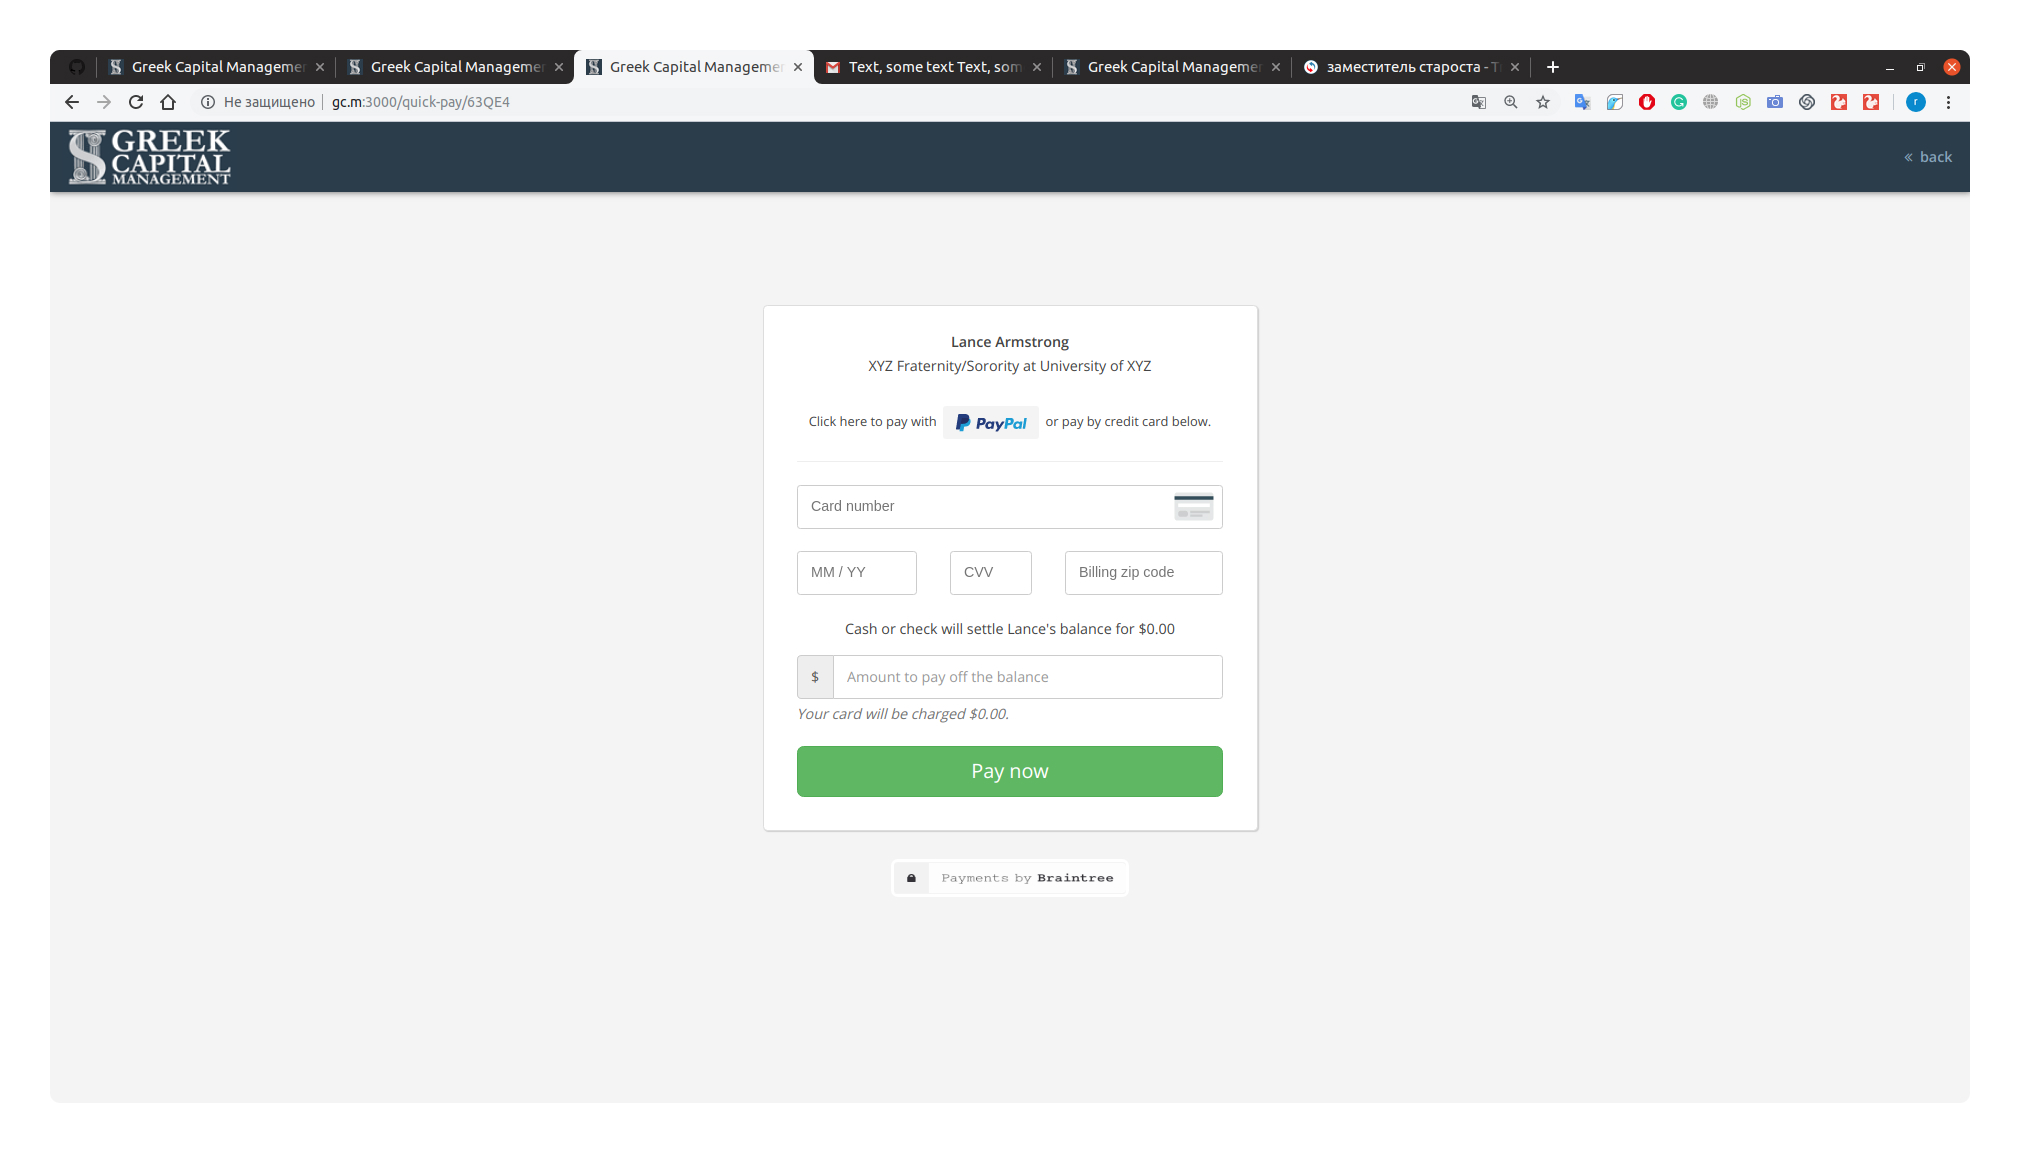 Greek Capital Manageme
Greek Capital Manageme
Greek Capital Manageme
Text, some text Text, som
Greek Capital Manageme
заместитель староста - T
Не защищено
gc.m:3000/quick-pay/63QE4
GREEK
CAPITAL
MANAGEMENT
« back
Lance Armstrong
XYZ Fraternity/Sorority at University of XYZ
Click here to pay with PayPal or pay by credit card below.
Card number
MM / YY
CVV
Billing zip code
Cash or check will settle Lance's balance for $0.00
$ Amount to pay off the balance
Your card will be charged $0.00.
Pay now
Payments by Braintree